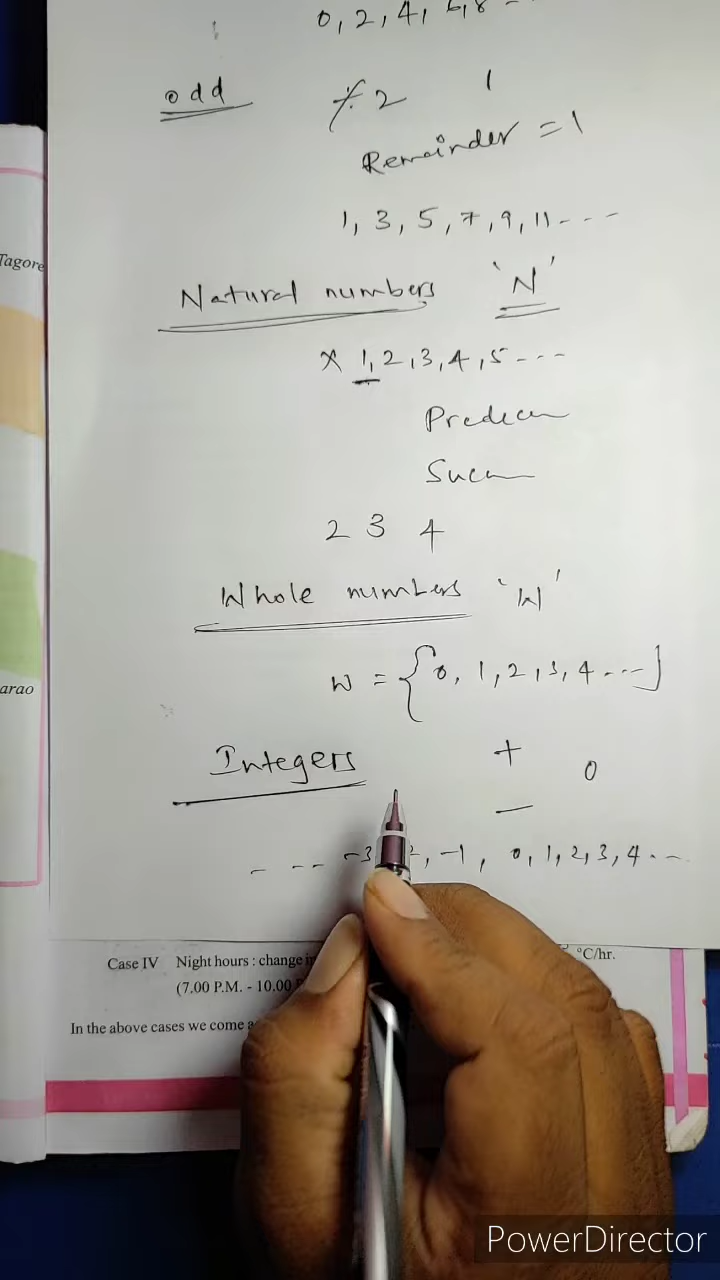 0, 2, 4, 6, 8 --
odd ÷ 2 1
Remainder = 1
1, 3, 5, 7, 9, 11 ----
Natural numbers 'N'
× 1, 2, 3, 4, 5 ---
Predecn
Sucn
2 3 4
Whole numbers 'W'
W = {0, 1, 2, 3, 4 ----}
Integers + 0
–
- -- -3, 2, -1, 0, 1, 2, 3, 4 ---
Tagore
arao
Case IV Night hours : change in °C/hr.
(7.00 P.M. - 10.00 P
In the above cases we come a
PowerDirector